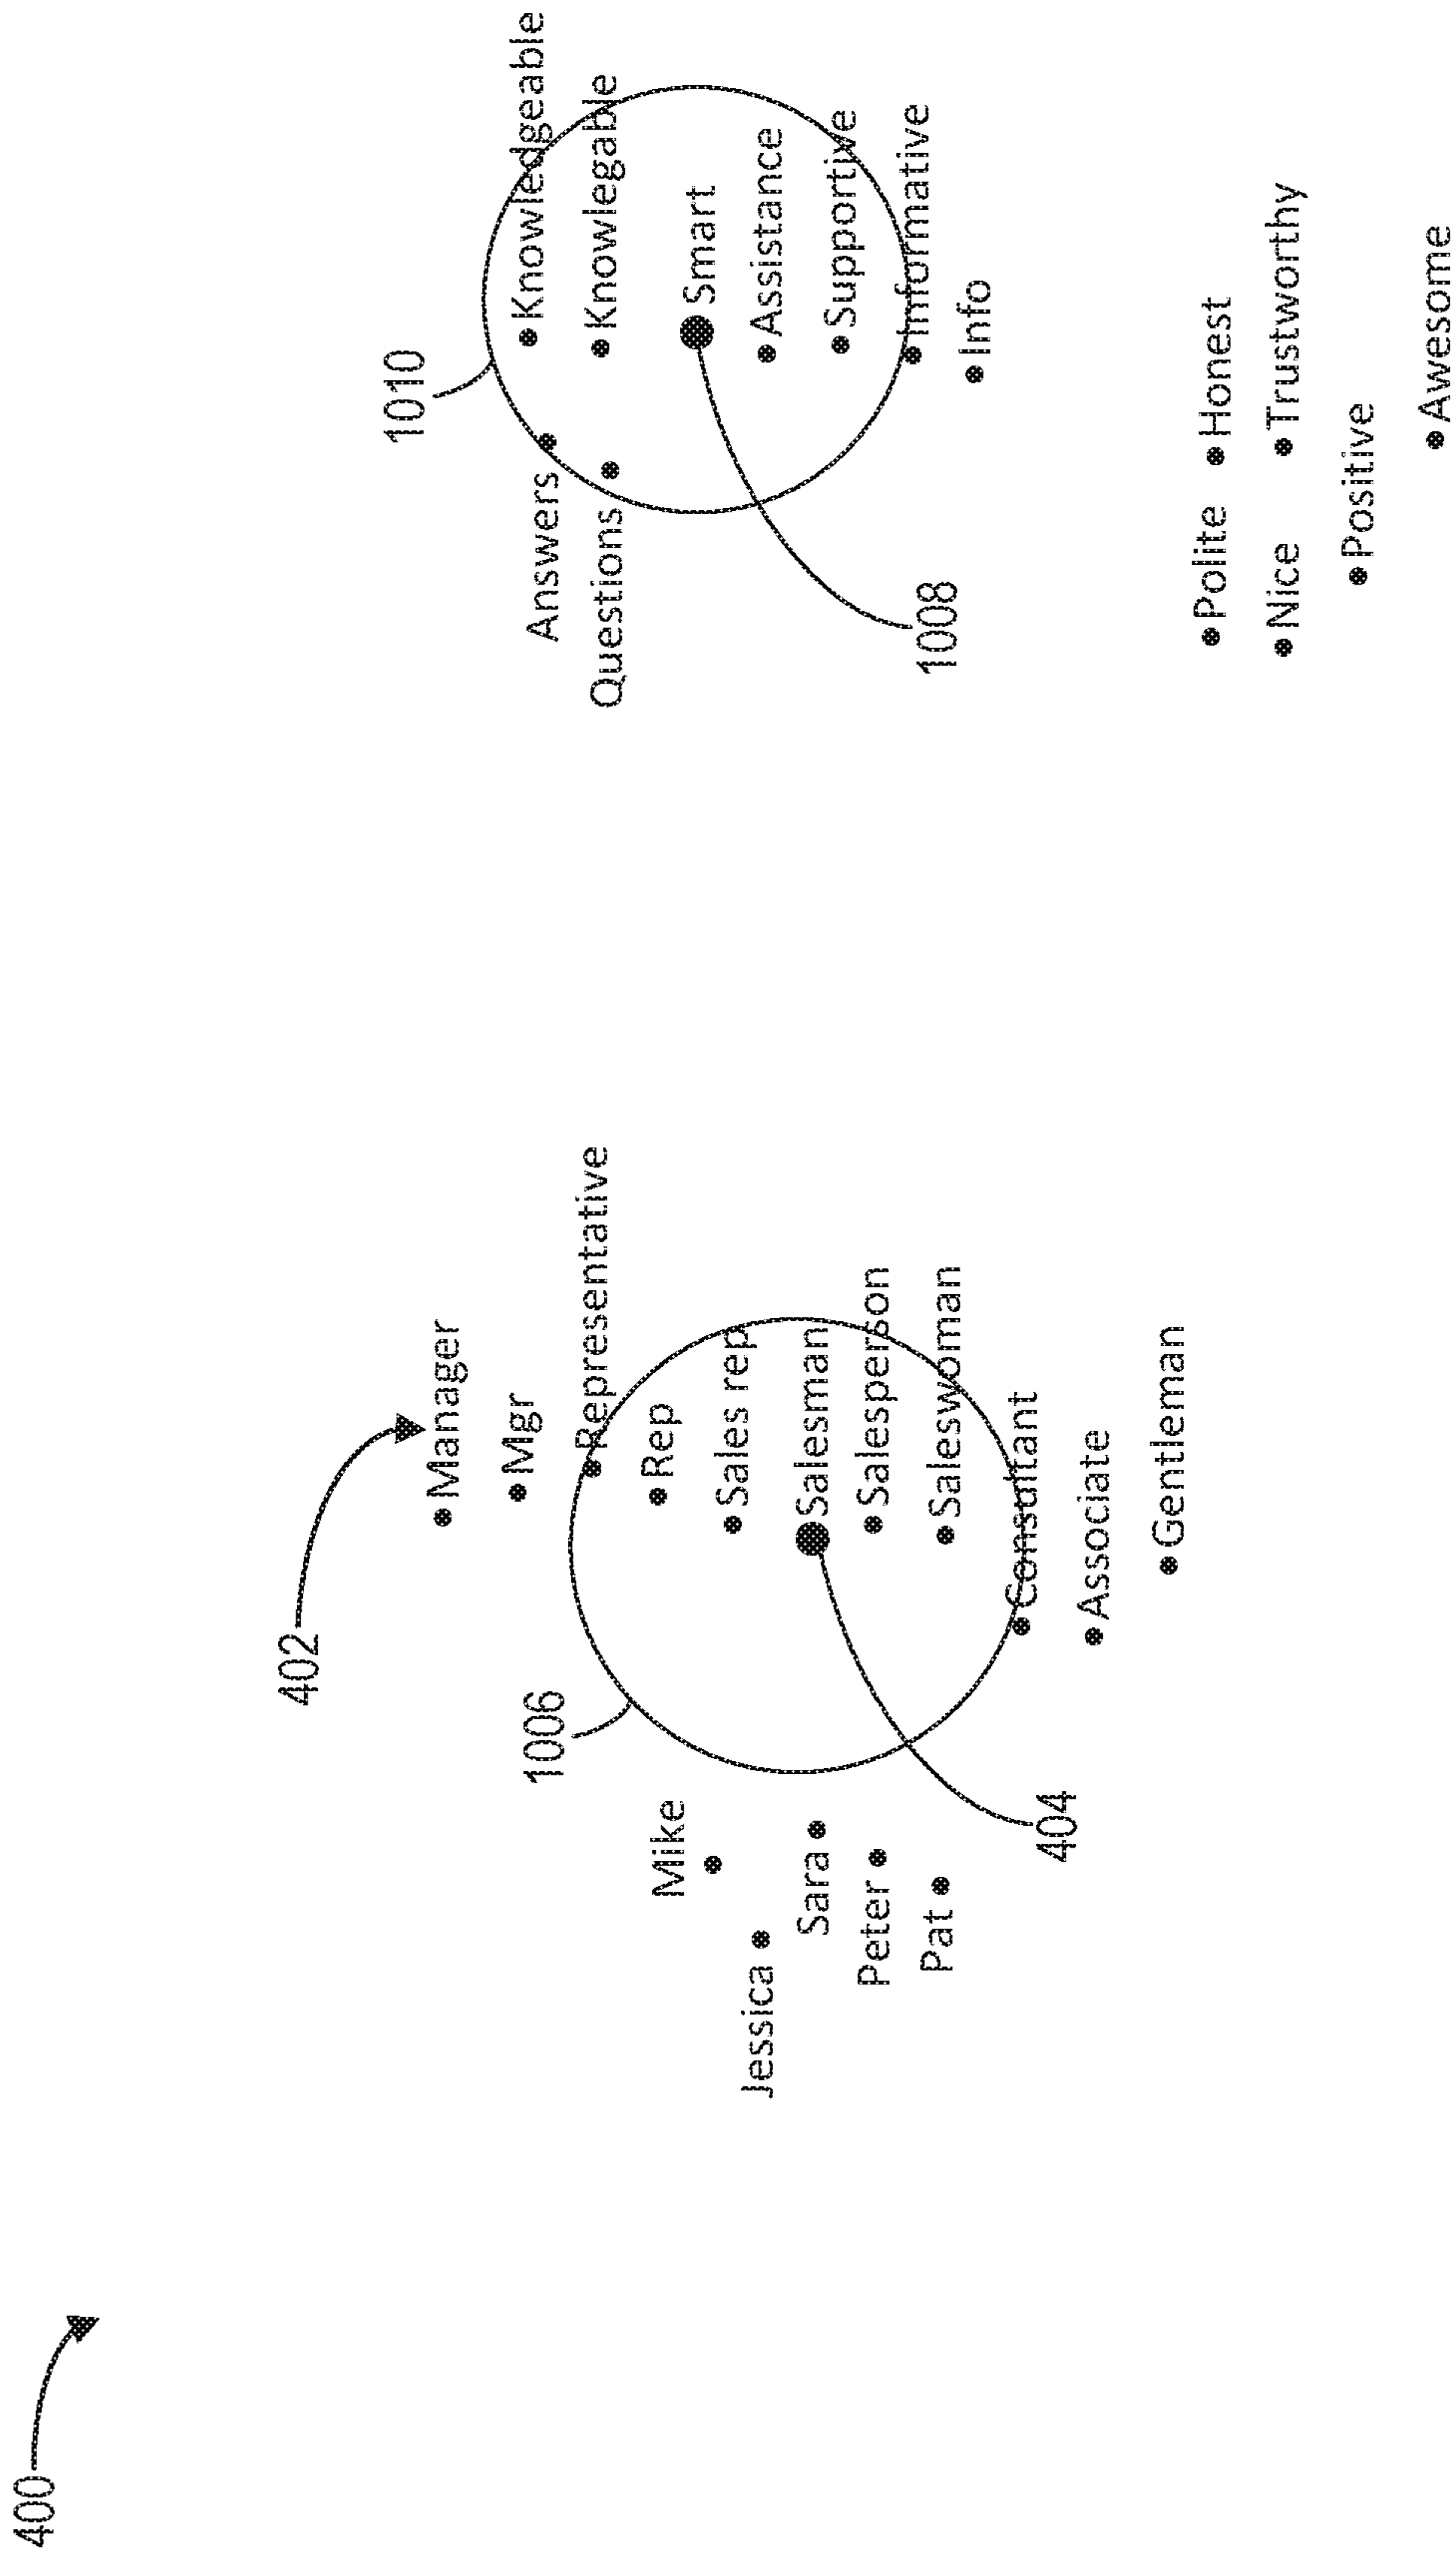 400
402
Manager
Mgr
1006
Representative
Mike
Rep
Sales rep
Jessica
Salesman
Sara
Salesperson
Peter
Saleswoman
Pat
Consultant
404
Associate
Gentleman
1010
Knowledgeable
Answers
Knowlegable
Questions
Smart
Assistance
Supportive
Informative
1008
Info
Polite
Honest
Nice
Trustworthy
Positive
Awesome